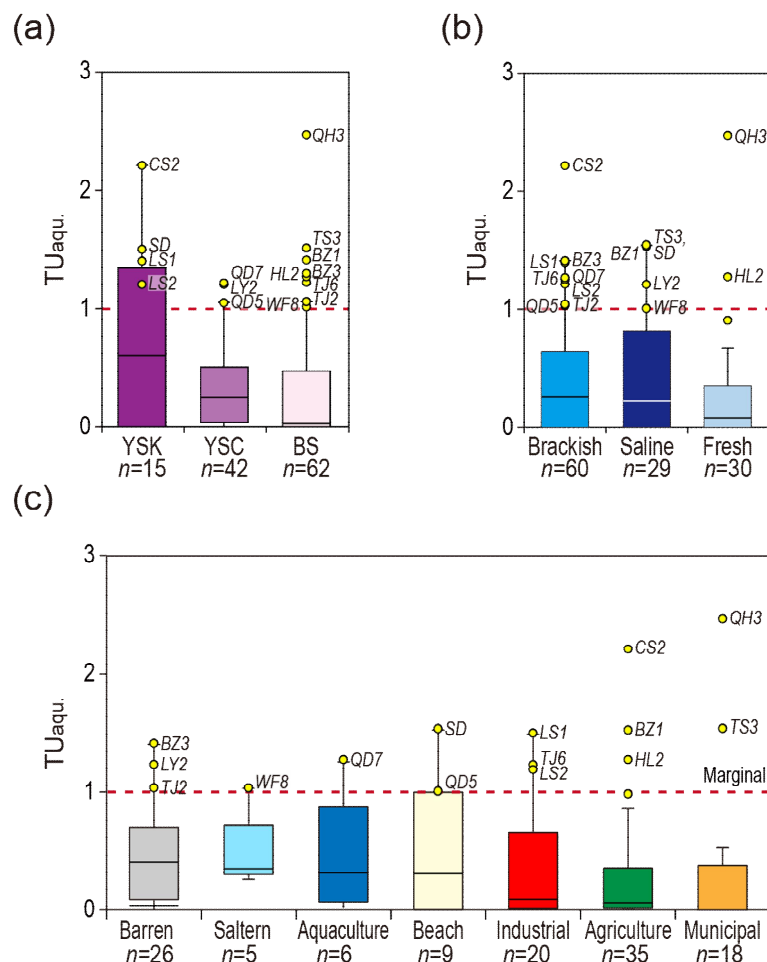 (a)
3
2
1
0
TUaqu.
CS2
SD
LS1
LS2
QD7
LY2
QD5
QH3
TS3
BZ1
HL2
BZ3
TJ6
WF8
TJ2
YSK
YSC
BS
n=15
n=42
n=62
(b)
3
2
1
0
TUaqu.
CS2
LS1
BZ3
TJ6
QD7
LS2
QD5
TJ2
TS3,
BZ1
SD
LY2
WF8
QH3
HL2
Brackish
Saline
Fresh
n=60
n=29
n=30
(c)
3
2
1
0
TUaqu.
BZ3
LY2
TJ2
WF8
QD7
SD
QD5
LS1
TJ6
LS2
CS2
BZ1
HL2
QH3
TS3
Marginal
Barren
Saltern
Aquaculture
Beach
Industrial
Agriculture
Municipal
n=26
n=5
n=6
n=9
n=20
n=35
n=18